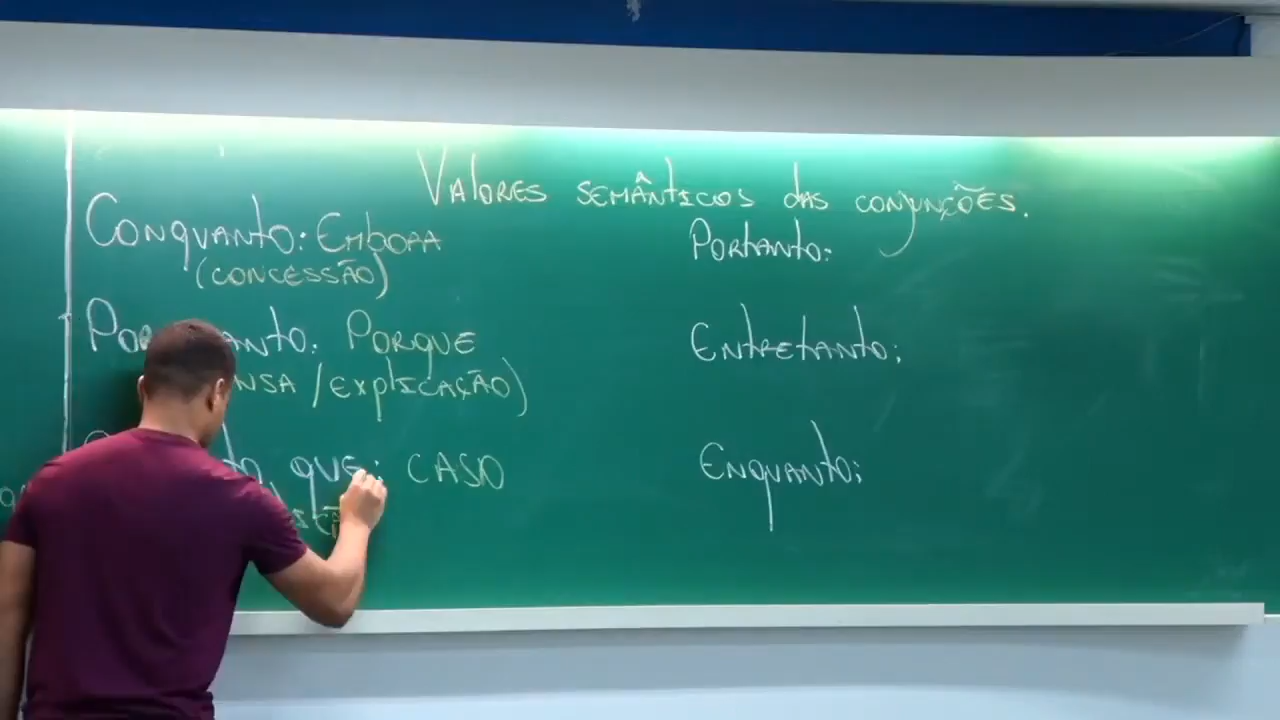 Valores semânticos das conjunções.
Conquanto: Embora
(concessão)
Porque
/explicação)
que: caso
Portanto:
Entretanto:
Enquanto: